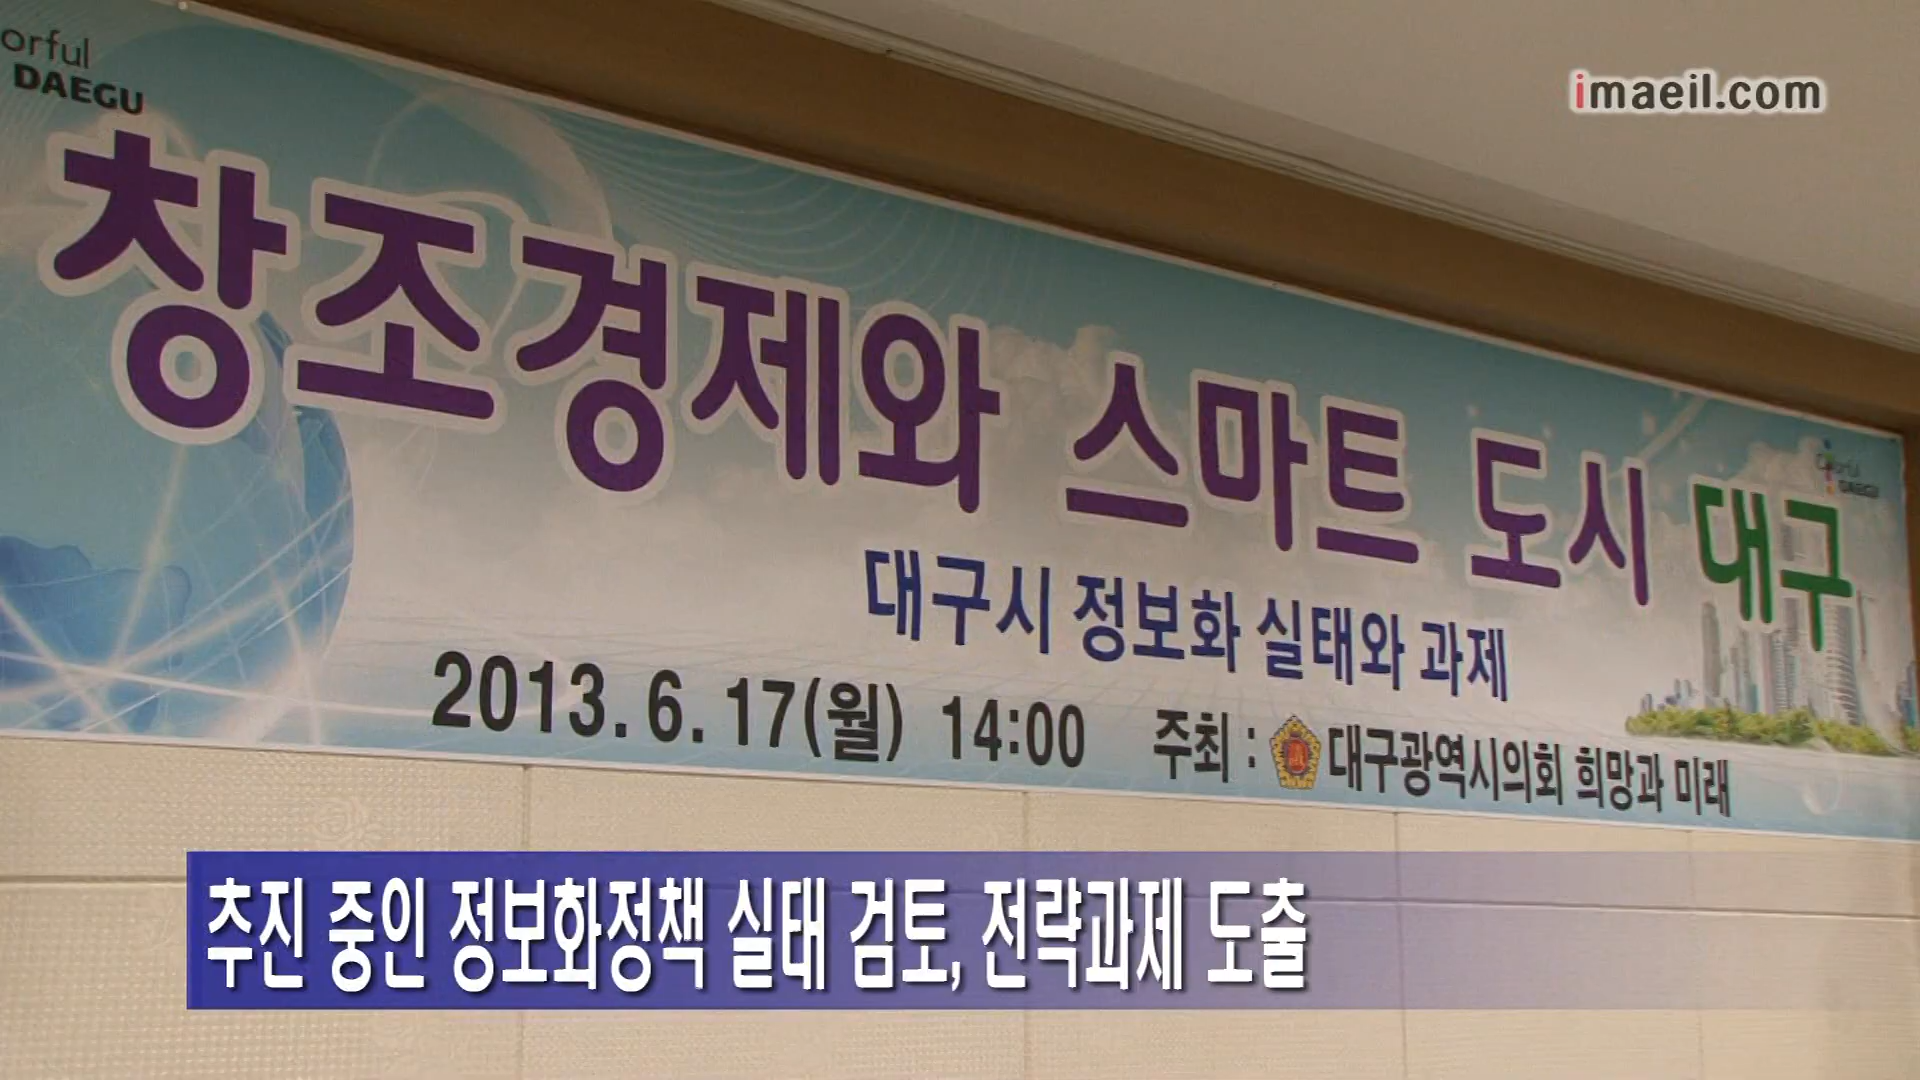 orful
DAEGU
imaeil.com
창조경제와 스마트 도시 대구
Colorful
DAEGU
대구시 정보화 실태와 과제
2013. 6. 17(월) 14:00 주최 : 대구광역시의회 희망과 미래
추진 중인 정보화정책 실태 검토, 전략과제 도출